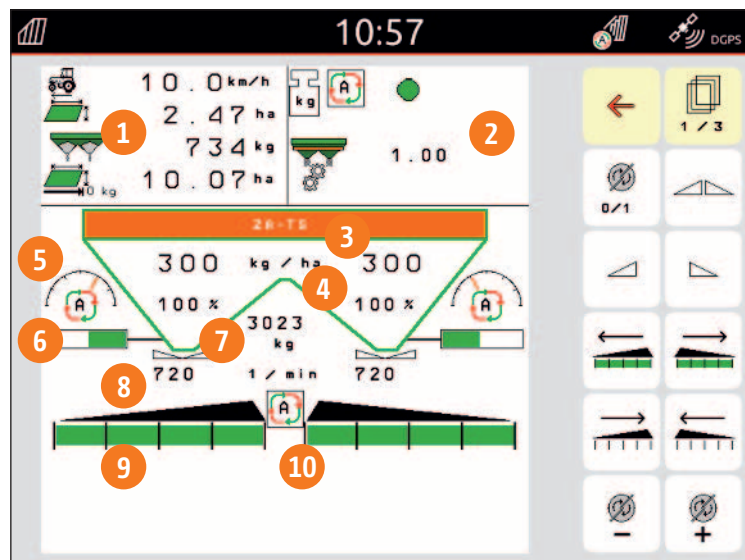 10:57
DGPS
10.0 km/h
2.47 ha
734 kg
0 kg 10.07 ha
1
kg A
1.00
2
1 / 3
0/1
3
300 kg / ha 300
4
5
A
100 %
100 %
A
6
7
3023
kg
8
720 1 / min 720
A
9
10
−
+